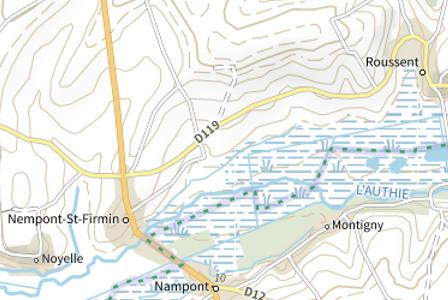 Roussent
D119
L'AUTHIE
Nempont-St-Firmin
Montigny
Noyelle
10
Nampont
D12